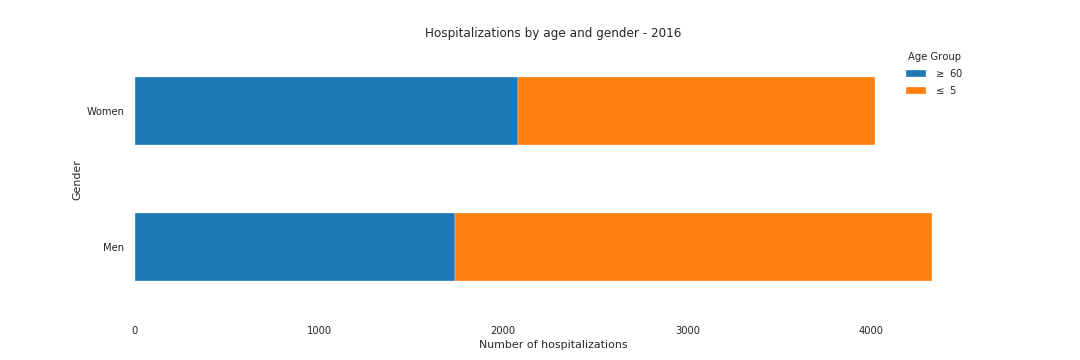 Hospitalizations by age and gender - 2016
Age Group
≥ 60
≤ 5
Women
Gender
Men
0 1000 2000 3000 4000
Number of hospitalizations